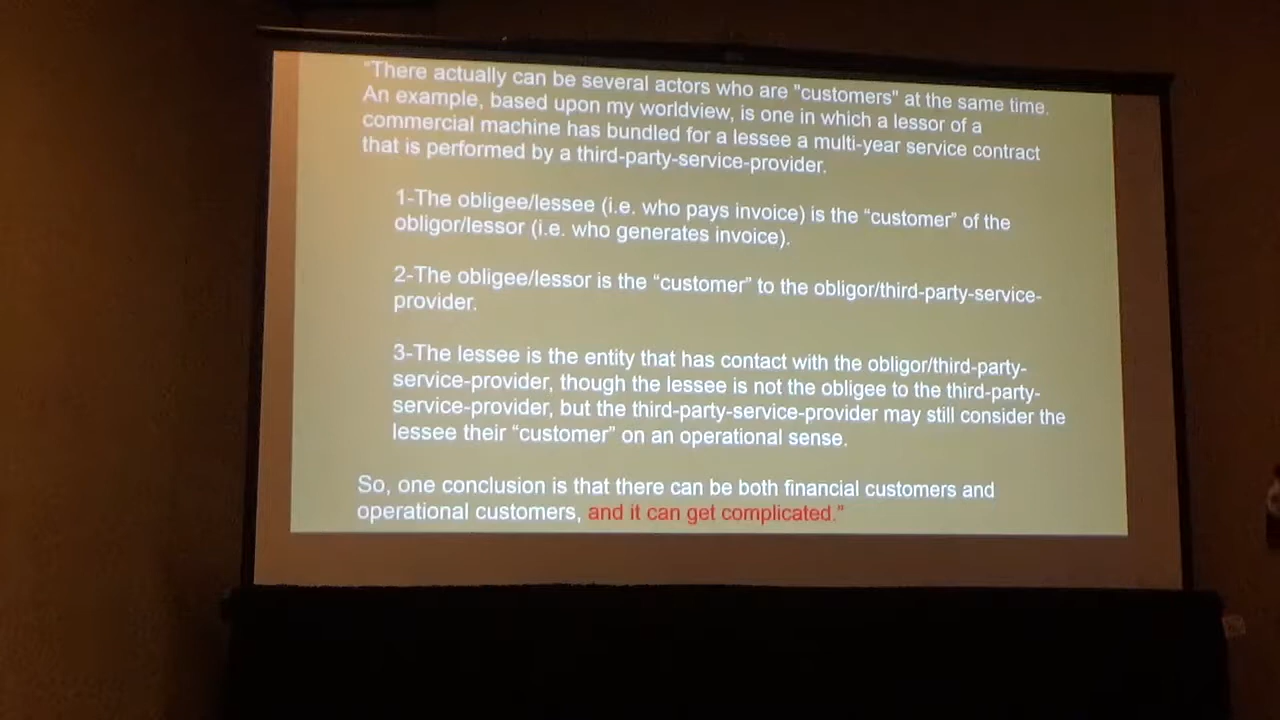 "There actually can be several actors who are "customers" at the same time.
An example, based upon my worldview, is one in which a lessor of a
commercial machine has bundled for a lessee a multi-year service contract
that is performed by a third-party-service-provider.
1-The obligee/lessee (i.e. who pays invoice) is the “customer” of the
obligor/lessor (i.e. who generates invoice).
2-The obligee/lessor is the “customer” to the obligor/third-party-service-
provider.
3-The lessee is the entity that has contact with the obligor/third-party-
service-provider, though the lessee is not the obligee to the third-party-
service-provider, but the third-party-service-provider may still consider the
lessee their “customer” on an operational sense.
So, one conclusion is that there can be both financial customers and
operational customers, and it can get complicated.”